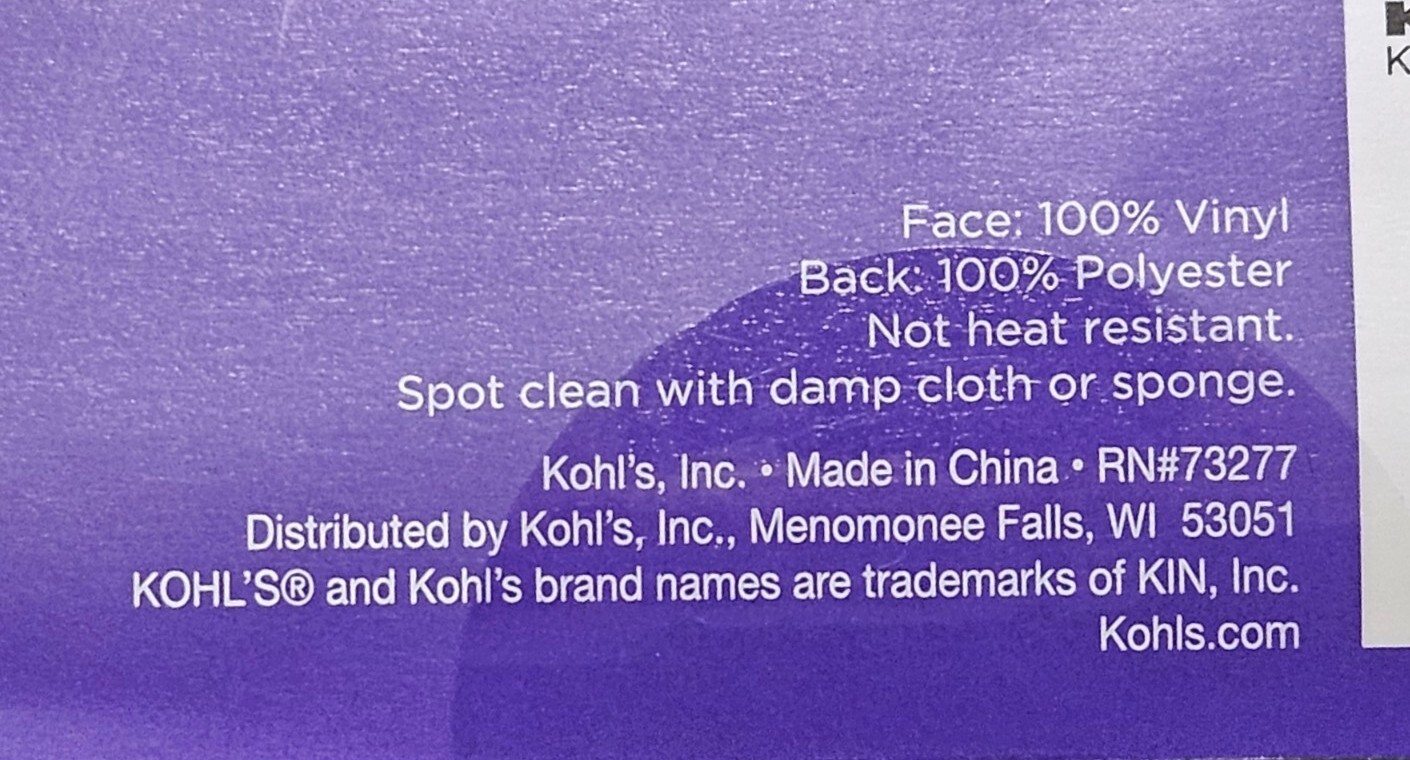 Face: 100% Vinyl
Back: 100% Polyester
Not heat resistant.
Spot clean with damp cloth or sponge.
Kohl's, Inc. • Made in China • RN#73277
Distributed by Kohl's, Inc., Menomonee Falls, WI  53051
KOHL'S® and Kohl's brand names are trademarks of KIN, Inc.
Kohls.com